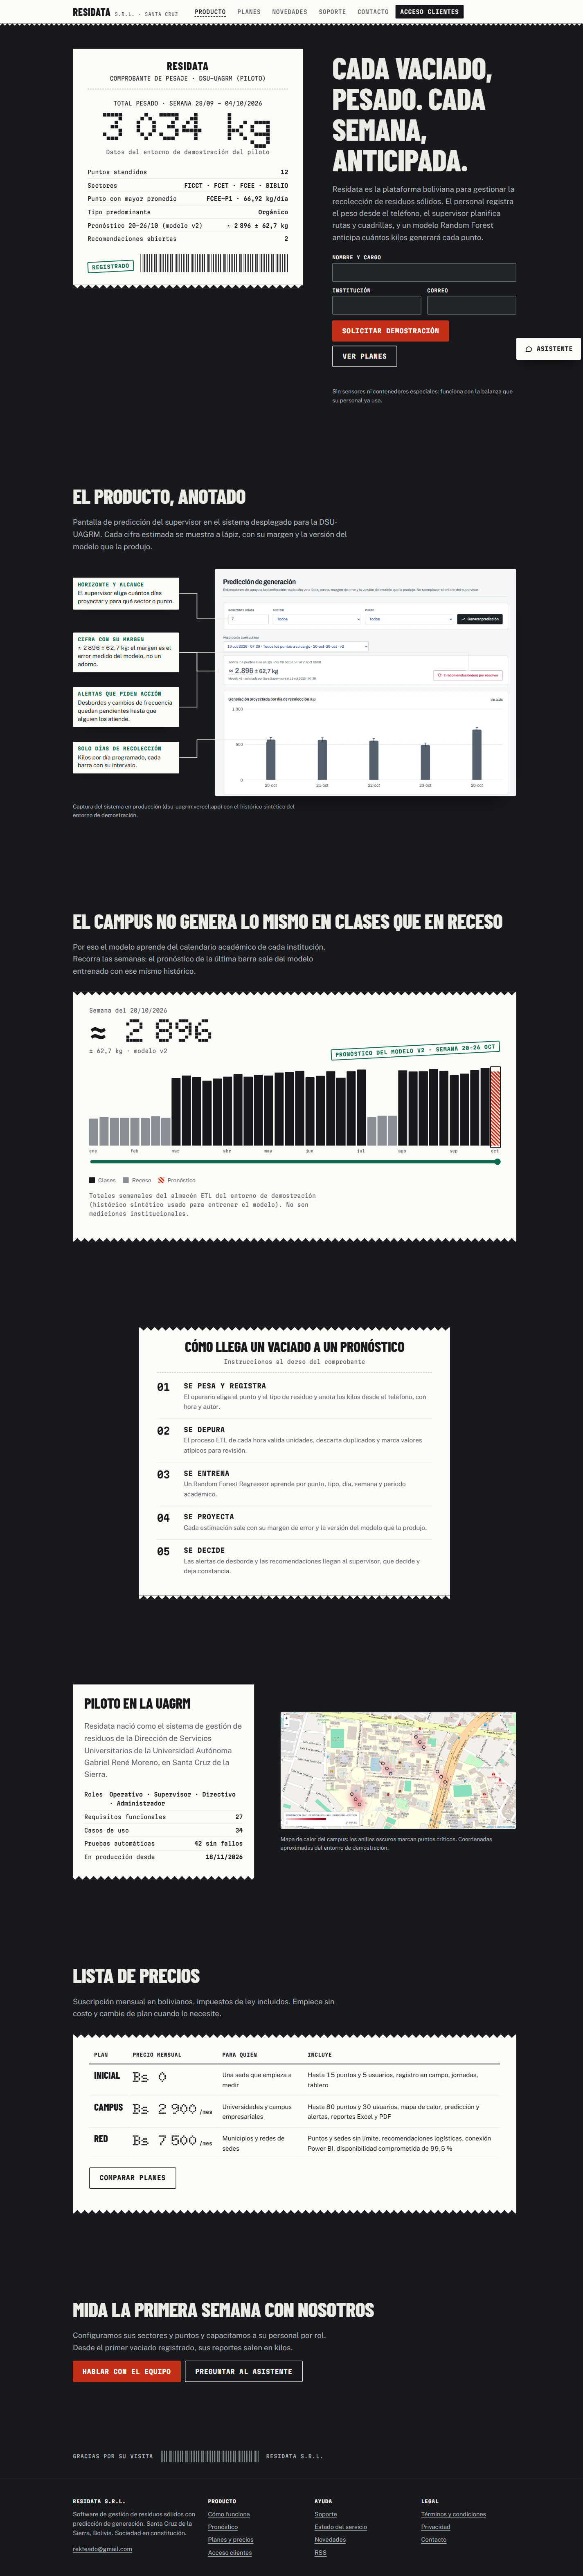 RESIDATA S.R.L. · SANTA CRUZ
PRODUCTO PLANES NOVEDADES SOPORTE CONTACTO ACCESO CLIENTES
RESIDATA
COMPROBANTE DE PESAJE · DSU-UAGRM (PILOTO)
TOTAL PESADO · SEMANA 28/09 – 04/10/2026
3 034 kg
Datos del entorno de demostración del piloto
Puntos atendidos 12
Sectores FICCT · FCET · FCEE · BIBLIO
Punto con mayor promedio FCEE-P1 · 66,92 kg/día
Tipo predominante Orgánico
Pronóstico 20–26/10 (modelo v2) ≈ 2 896 ± 62,7 kg
Recomendaciones abiertas 2
REGISTRADO
CADA VACIADO,
PESADO. CADA
SEMANA,
ANTICIPADA.
Residata es la plataforma boliviana para gestionar la
recolección de residuos sólidos. El personal registra
el peso desde el teléfono, el supervisor planifica
rutas y cuadrillas, y un modelo Random Forest
anticipa cuántos kilos generará cada punto.
NOMBRE Y CARGO
INSTITUCIÓN CORREO
SOLICITAR DEMOSTRACIÓN
VER PLANES
ASISTENTE
Sin sensores ni contenedores especiales: funciona con la balanza que
su personal ya usa.
EL PRODUCTO, ANOTADO
Pantalla de predicción del supervisor en el sistema desplegado para la DSU-
UAGRM. Cada cifra estimada se muestra a lápiz, con su margen y la versión del
modelo que la produjo.
HORIZONTE Y ALCANCE
El supervisor elige cuántos días
proyectar y para qué sector o punto.
CIFRA CON SU MARGEN
≈ 2 896 ± 62,7 kg: el margen es el
error medido del modelo, no un
adorno.
ALERTAS QUE PIDEN ACCIÓN
Desbordes y cambios de frecuencia
quedan pendientes hasta que
alguien los atiende.
SOLO DÍAS DE RECOLECCIÓN
Kilos por día programado, cada
barra con su intervalo.
Predicción de generación
HORIZONTE (DÍAS) SECTOR PUNTO
7 Todos Todos Generar predicción
PREDICCIÓN CONSULTADA
≈ 2.896 ± 62,7 kg
2 recomendación(es) por resolver
Generación proyectada por día de recolección (kg)
Ver tabla
1.000
500
0
20 oct 21 oct 22 oct 23 oct 26 oct
Captura del sistema en producción (dsu-uagrm.vercel.app) con el histórico sintético del
entorno de demostración.
EL CAMPUS NO GENERA LO MISMO EN CLASES QUE EN RECESO
Por eso el modelo aprende del calendario académico de cada institución.
Recorra las semanas: el pronóstico de la última barra sale del modelo
entrenado con ese mismo histórico.
Semana del 20/10/2026
≈ 2 896
± 62,7 kg · modelo v2
PRONÓSTICO DEL MODELO V2 · SEMANA 20–26 OCT
ene feb mar abr may jun jul ago sep oct
Clases Receso Pronóstico
Totales semanales del almacén ETL del entorno de demostración
(histórico sintético usado para entrenar el modelo). No son
mediciones institucionales.
CÓMO LLEGA UN VACIADO A UN PRONÓSTICO
Instrucciones al dorso del comprobante
01 SE PESA Y REGISTRA
El operario elige el punto y el tipo de residuo y anota los kilos desde el teléfono, con
hora y autor.
02 SE DEPURA
El proceso ETL de cada hora valida unidades, descarta duplicados y marca valores
atípicos para revisión.
03 SE ENTRENA
Un Random Forest Regressor aprende por punto, tipo, día, semana y periodo
académico.
04 SE PROYECTA
Cada estimación sale con su margen de error y la versión del modelo que la produjo.
05 SE DECIDE
Las alertas de desborde y las recomendaciones llegan al supervisor, que decide y
deja constancia.
PILOTO EN LA UAGRM
Residata nació como el sistema de gestión de
residuos de la Dirección de Servicios
Universitarios de la Universidad Autónoma
Gabriel René Moreno, en Santa Cruz de la
Sierra.
Roles Operativo · Supervisor · Directivo
· Administrador
Requisitos funcionales 27
Casos de uso 34
Pruebas automáticas 42 sin fallos
En producción desde 18/11/2026
Mapa de calor del campus: los anillos oscuros marcan puntos críticos. Coordenadas
aproximadas del entorno de demostración.
LISTA DE PRECIOS
Suscripción mensual en bolivianos, impuestos de ley incluidos. Empiece sin
costo y cambie de plan cuando lo necesite.
PLAN PRECIO MENSUAL PARA QUIÉN INCLUYE
INICIAL Bs 0 Una sede que empieza a
medir Hasta 15 puntos y 5 usuarios, registro en campo, jornadas,
tablero
CAMPUS Bs 2 900 /mes Universidades y campus
empresariales Hasta 80 puntos y 30 usuarios, mapa de calor, predicción y
alertas, reportes Excel y PDF
RED Bs 7 500 /mes Municipios y redes de
sedes Puntos y sedes sin límite, recomendaciones logísticas, conexión
Power BI, disponibilidad comprometida de 99,5 %
COMPARAR PLANES
MIDA LA PRIMERA SEMANA CON NOSOTROS
Configuramos sus sectores y puntos y capacitamos a su personal por rol.
Desde el primer vaciado registrado, sus reportes salen en kilos.
HABLAR CON EL EQUIPO PREGUNTAR AL ASISTENTE
GRACIAS POR SU VISITA RESIDATA S.R.L.
RESIDATA S.R.L.
Software de gestión de residuos sólidos con
predicción de generación. Santa Cruz de la
Sierra, Bolivia. Sociedad en constitución.
rekteado@gmail.com
PRODUCTO
Cómo funciona
Pronóstico
Planes y precios
Acceso clientes
AYUDA
Soporte
Estado del servicio
Novedades
RSS
LEGAL
Términos y condiciones
Privacidad
Contacto